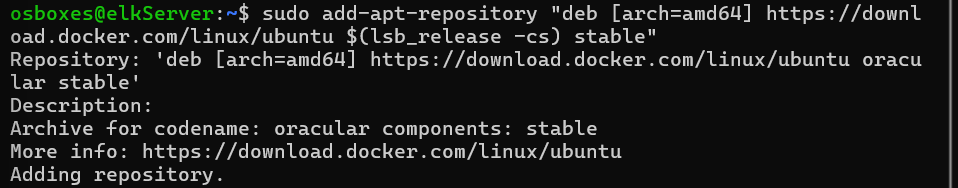 osboxes@elkServer:~$ sudo add-apt-repository "deb [arch=amd64] https://downl
oad.docker.com/linux/ubuntu $(lsb_release -cs) stable"
Repository: 'deb [arch=amd64] https://download.docker.com/linux/ubuntu oracu
lar stable'
Description:
Archive for codename: oracular components: stable
More info: https://download.docker.com/linux/ubuntu
Adding repository.